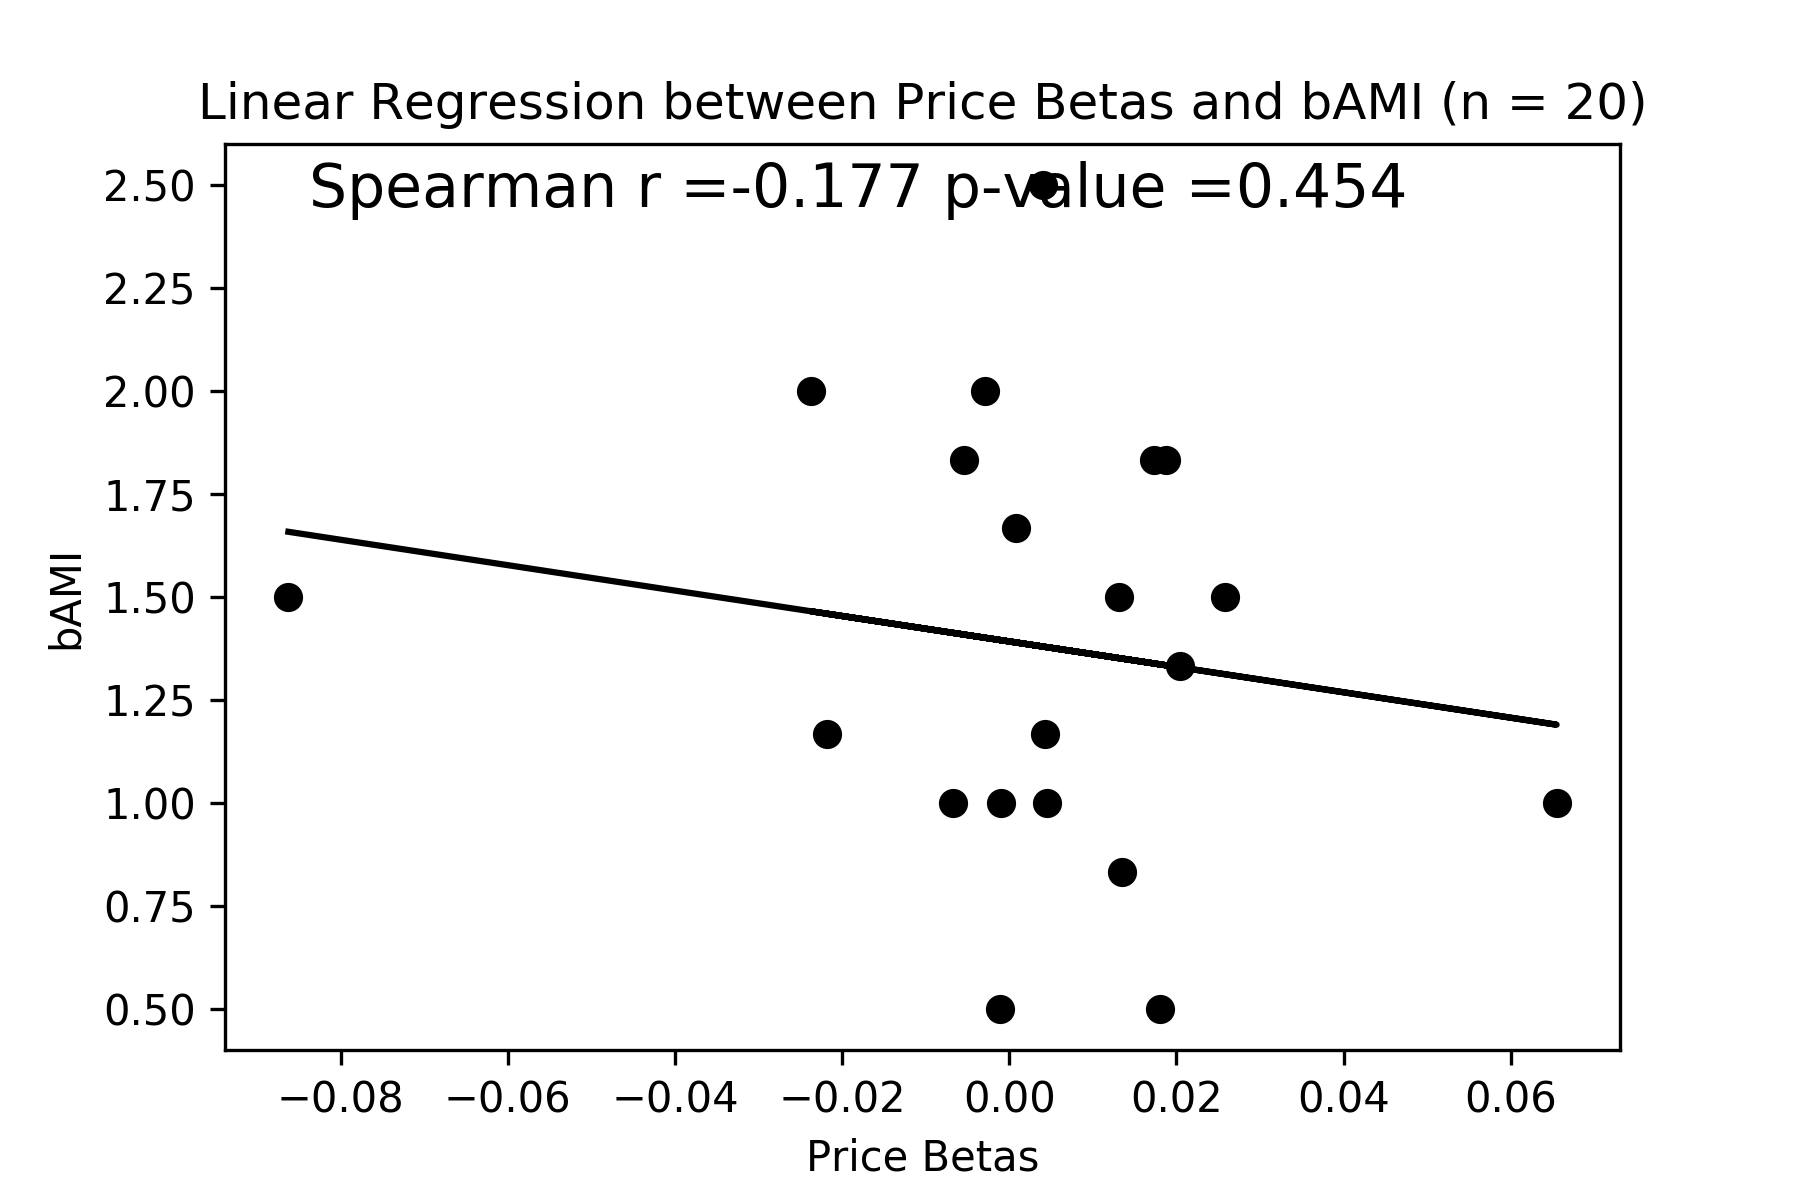 Linear Regression between Price Betas and bAMI (n = 20)
Spearman r =-0.177 p-value =0.454
2.50
2.25
2.00
1.75
1.50
1.25
1.00
0.75
0.50
bAMI
−0.08 −0.06 −0.04 −0.02 0.00 0.02 0.04 0.06
Price Betas